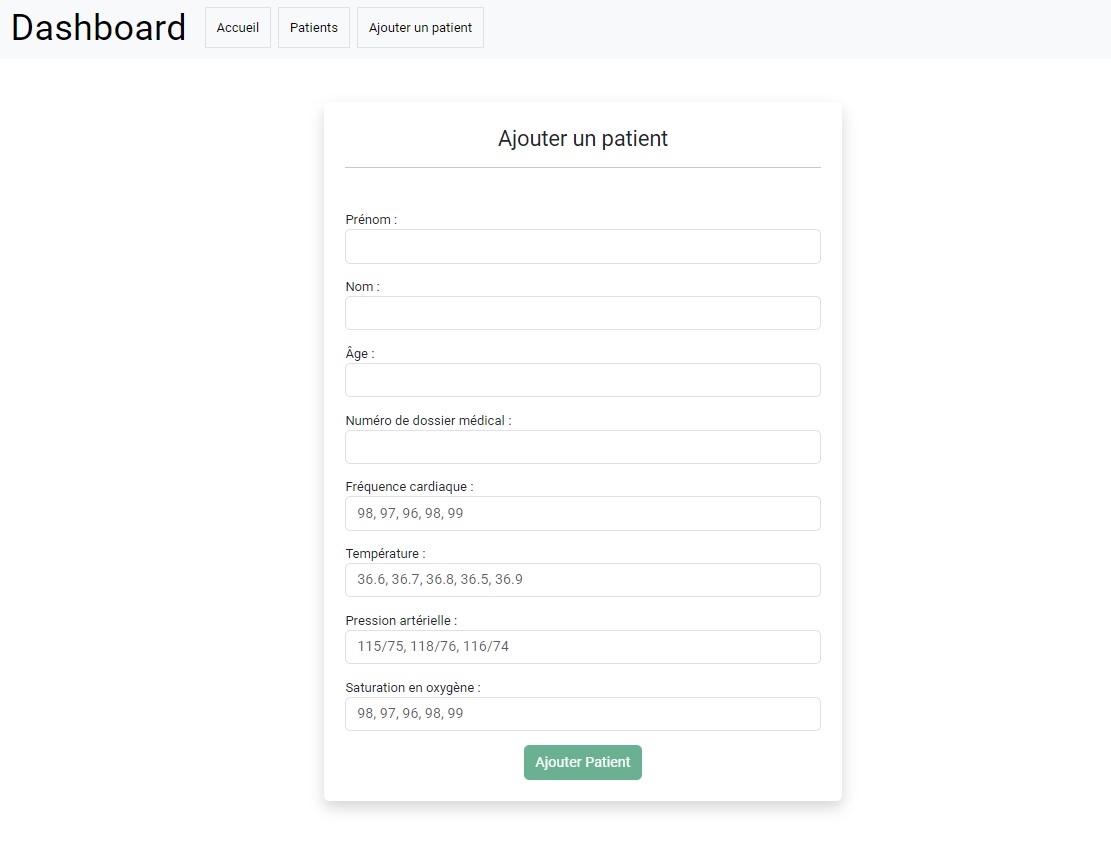 Dashboard Accueil Patients Ajouter un patient
Ajouter un patient
Prénom :
Nom :
Âge :
Numéro de dossier médical :
Fréquence cardiaque :
98, 97, 96, 98, 99
Température :
36.6, 36.7, 36.8, 36.5, 36.9
Pression artérielle :
115/75, 118/76, 116/74
Saturation en oxygène :
98, 97, 96, 98, 99
Ajouter Patient